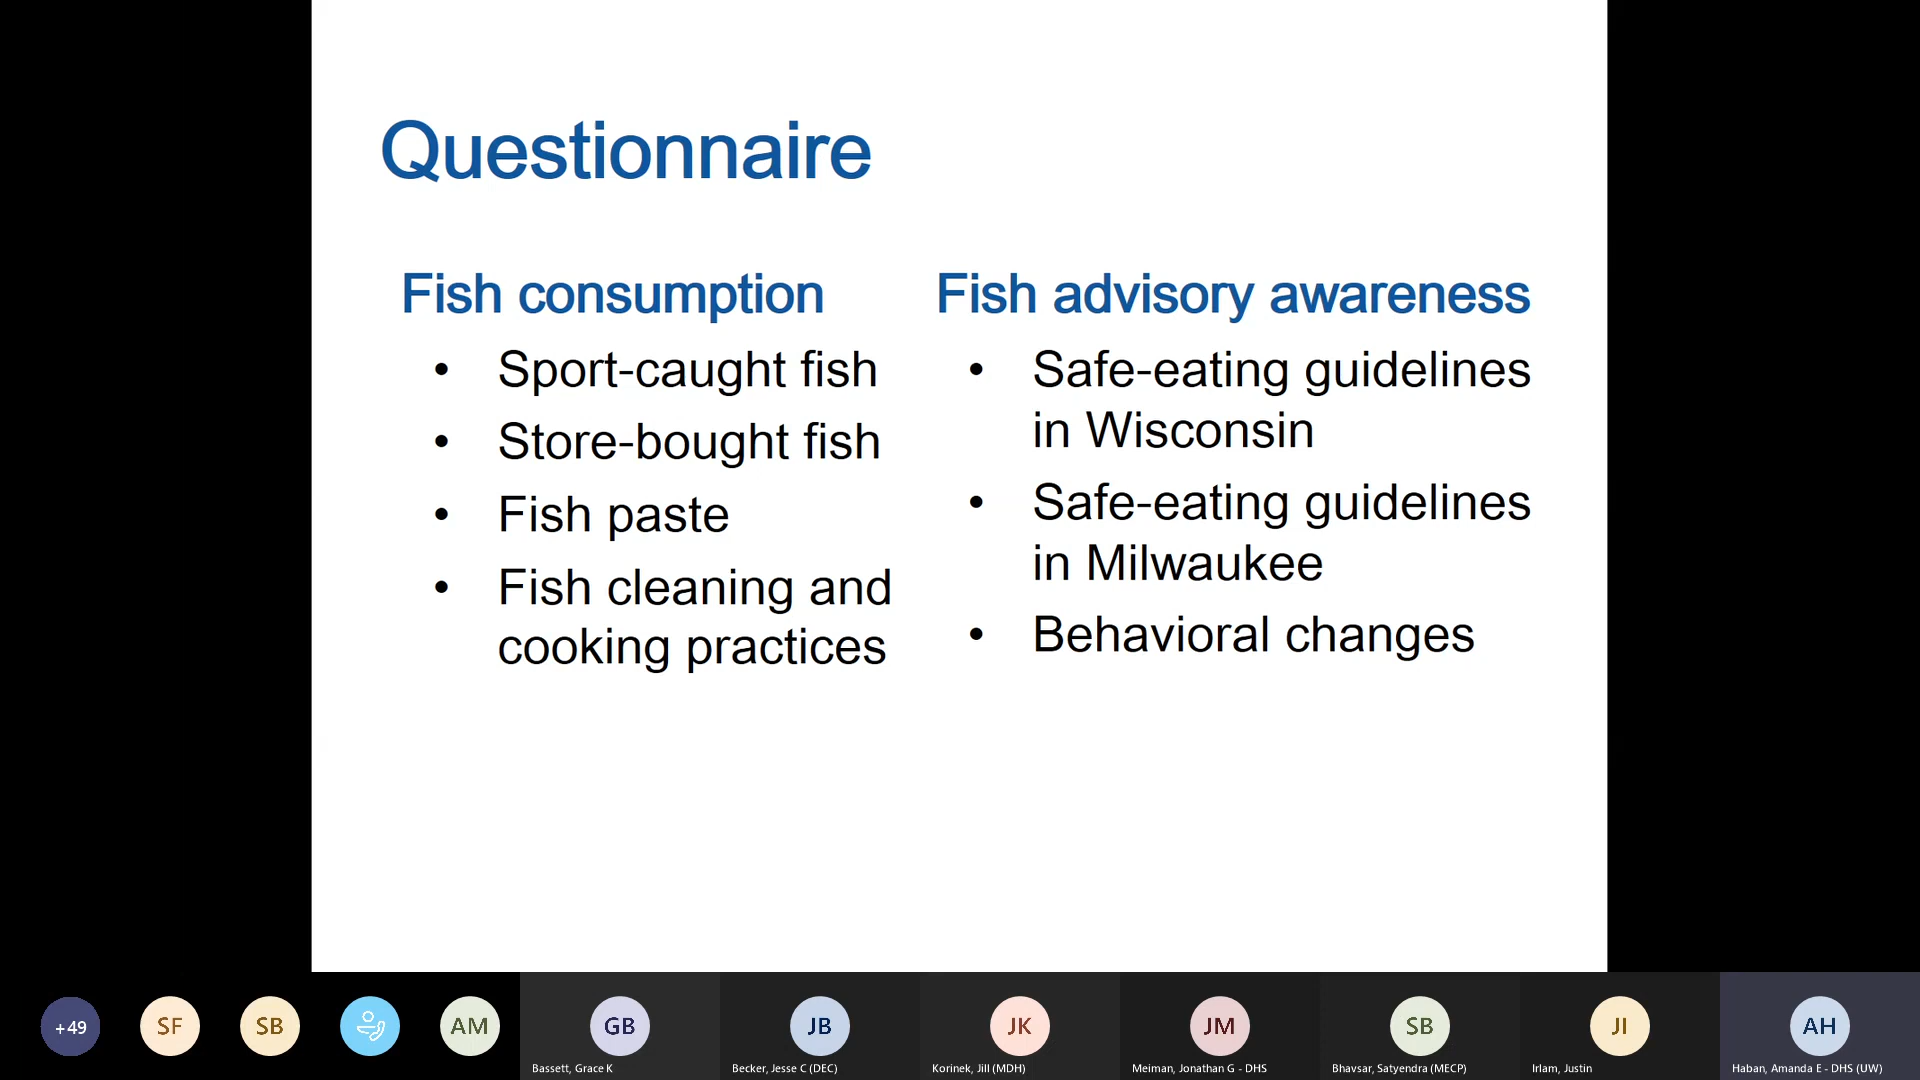 Questionnaire
Fish consumption
• Sport-caught fish
• Store-bought fish
• Fish paste
• Fish cleaning and
cooking practices
Fish advisory awareness
• Safe-eating guidelines
in Wisconsin
• Safe-eating guidelines
in Milwaukee
• Behavioral changes
+49
SF
SB
AM
GB
Bassett, Grace K
JB
Becker, Jesse C (DEC)
JK
Korinek, Jill (MDH)
JM
Meiman, Jonathan G - DHS
SB
Bhavsar, Satyendra (MECP)
JI
Irlam, Justin
AH
Haban, Amanda E - DHS (UW)